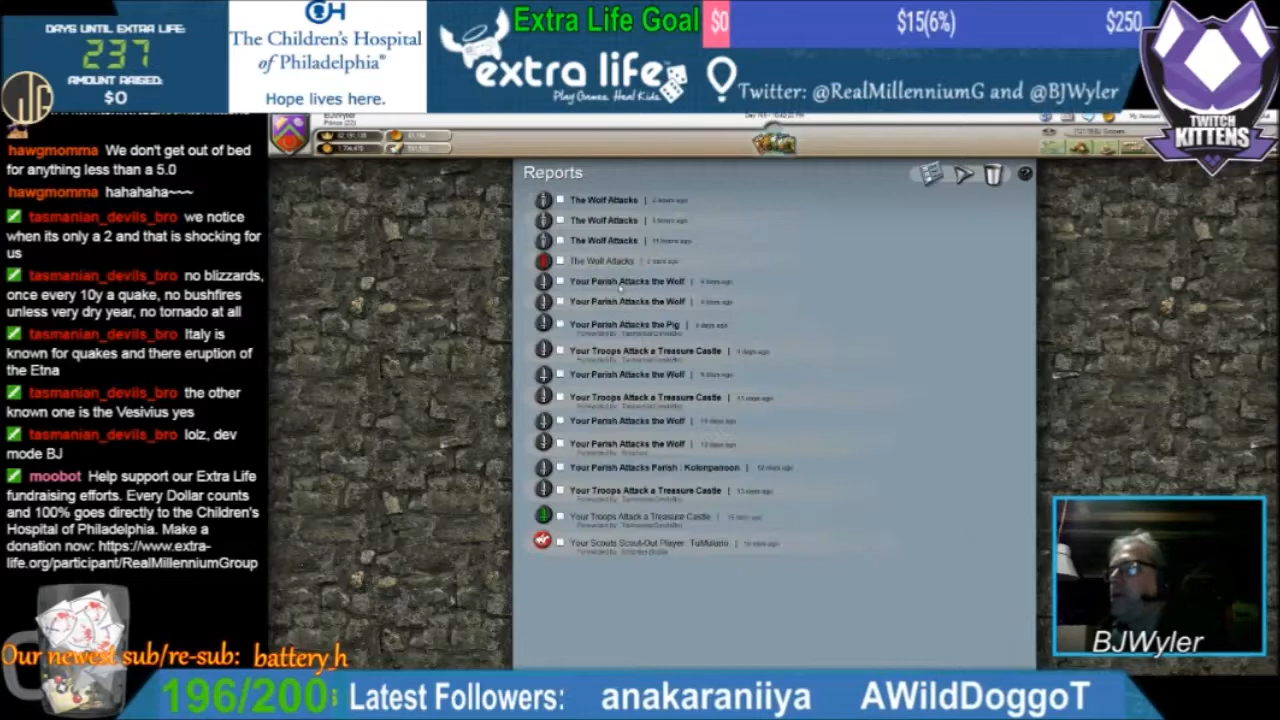 DAYS UNTIL EXTRA LIFE:
237
AMOUNT RAISED:
$0
CH
The Children's Hospital
of Philadelphia®
Hope lives here.
Extra Life Goal
$0
$15(6%)
$250
extra life
Play Games. Heal Kids.
Twitter: @RealMillenniumG and @BJWyler
TWITCH
KITTENS
BJWyler
Prince (22)
hawgmomma We don't get out of bed
for anything less than a 5.0
hawgmomma hahahaha~~~
tasmanian_devils_bro we notice
when its only a 2 and that is shocking for
us
tasmanian_devils_bro no blizzards,
once every 10y a quake, no bushfires
unless very dry year, no tornado at all
tasmanian_devils_bro Italy is
known for quakes and there eruption of
the Etna
tasmanian_devils_bro the other
known one is the Vesivius yes
tasmanian_devils_bro lolz, dev
mode BJ
moobot Help support our Extra Life
fundraising efforts. Every Dollar counts
and 100% goes directly to the Children's
Hospital of Philadelphia. Make a
donation now: https://www.extra-
life.org/participant/RealMillenniumGroup
Reports
The Wolf Attacks |
The Wolf Attacks |
The Wolf Attacks |
The Wolf Attacks |
Your Parish Attacks the Wolf |
Your Parish Attacks the Wolf |
Your Parish Attacks the Pig |
Your Troops Attack a Treasure Castle |
Your Parish Attacks the Wolf |
Your Troops Attack a Treasure Castle |
Your Parish Attacks the Wolf |
Your Parish Attacks the Wolf |
Your Parish Attacks Parish : |
Your Troops Attack a Treasure Castle |
Your Troops Attack a Treasure Castle |
Your Scouts Scout-Out Player |
BJWyler
Our newest sub/re-sub: battery_h
196/200
Latest Followers: anakaraniiya AWildDoggoT